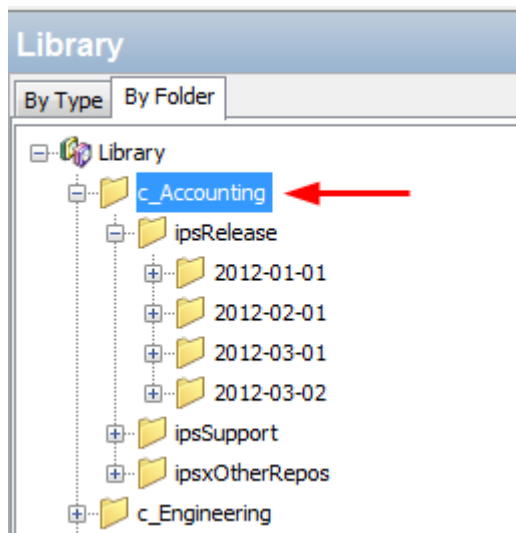 Library
By Type By Folder
Library
c_Accounting
ipsRelease
2012-01-01
2012-02-01
2012-03-01
2012-03-02
ipsSupport
ipsxOtherRepos
c_Engineering